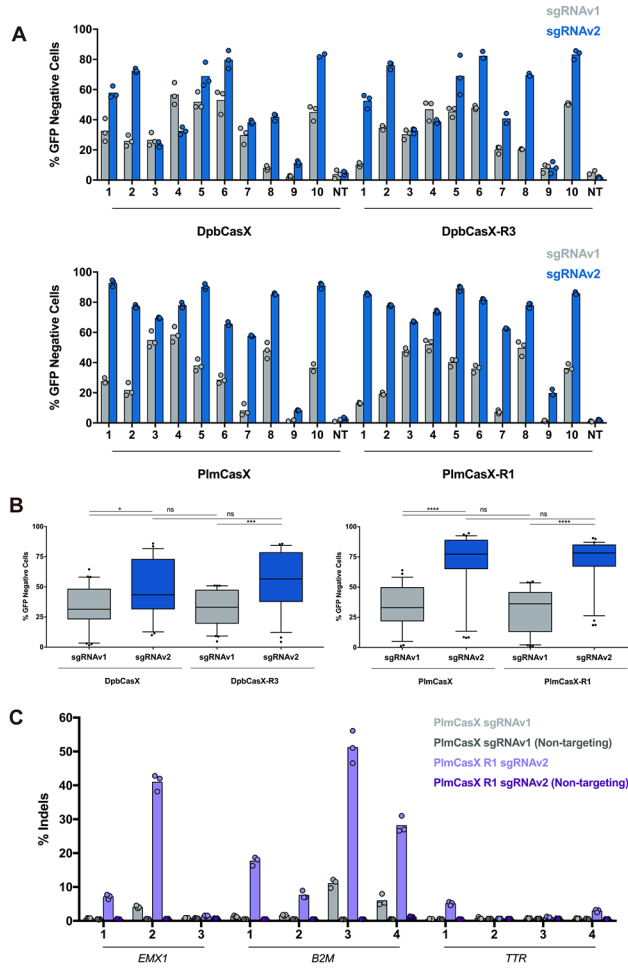 A
sgRNAv1
sgRNAv2
% GFP Negative Cells
100
80
60
40
20
0
1 2 3 4 5 6 7 8 9 10 NT 1 2 3 4 5 6 7 8 9 10 NT
DpbCasX DpbCasX-R3
sgRNAv1
sgRNAv2
% GFP Negative Cells
100
80
60
40
20
0
1 2 3 4 5 6 7 8 9 10 NT 1 2 3 4 5 6 7 8 9 10 NT
PlmCasX PlmCasX-R1
B
* ns ns ***
% GFP Negative Cells
100
75
50
25
0
sgRNAv1 sgRNAv2 sgRNAv1 sgRNAv2
DpbCasX DpbCasX-R3
**** ns ns ****
% GFP Negative Cells
100
75
50
25
0
sgRNAv1 sgRNAv2 sgRNAv1 sgRNAv2
PlmCasX PlmCasX-R1
C
PlmCasX sgRNAv1
PlmCasX sgRNAv1 (Non-targeting)
PlmCasX R1 sgRNAv2
PlmCasX R1 sgRNAv2 (Non-targeting)
% Indels
60
50
40
30
20
10
0
1 2 3 1 2 3 4 1 2 3 4
EMX1 B2M TTR